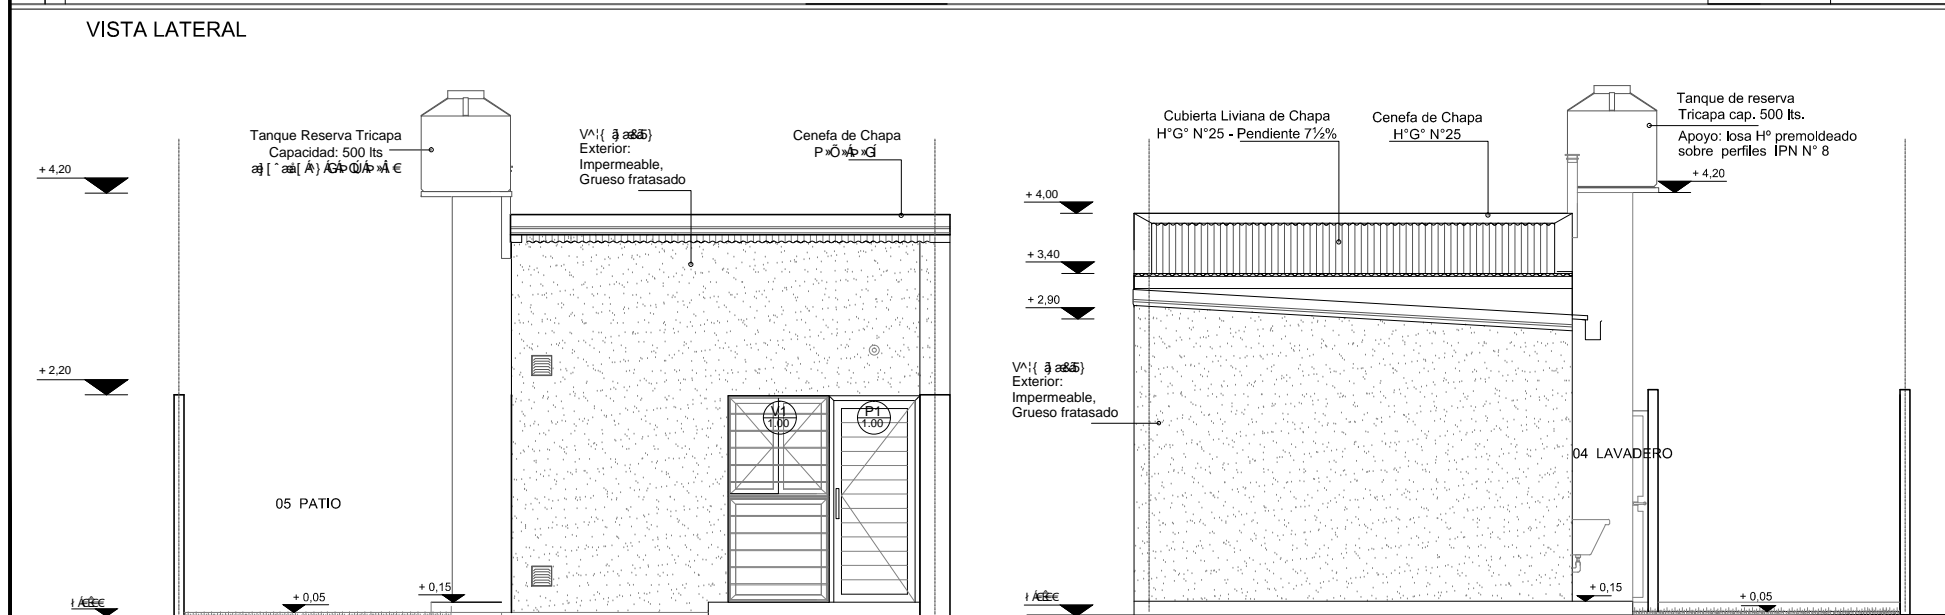 VISTA LATERAL
Tanque Reserva Tricapa
Capacidad: 500 lts
Exterior:
Impermeable,
Grueso fratasado
Cenefa de Chapa
+ 4,20
+ 2,20
V1
1.00
P1
1.00
05 PATIO
+ 0,05
+ 0,15
Cubierta Liviana de Chapa
H°G° N°25 - Pendiente 7½%
Cenefa de Chapa
H°G° N°25
Tanque de reserva
Tricapa cap. 500 lts.
Apoyo: losa Hº premoldeado
sobre perfiles IPN N° 8
+ 4,20
+ 4,00
+ 3,40
+ 2,90
Exterior:
Impermeable,
Grueso fratasado
04 LAVADERO
+ 0,15
+ 0,05